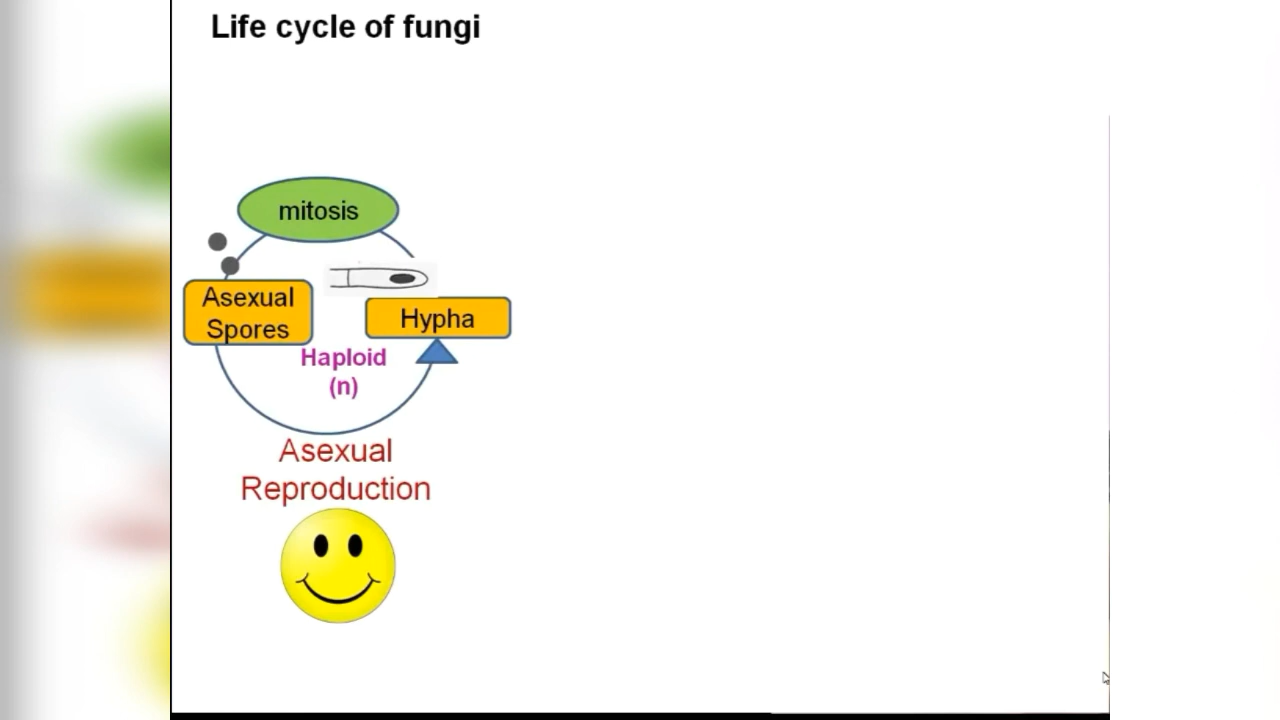 Life cycle of fungi
mitosis
Asexual
Spores
Hypha
Haploid
(n)
Asexual
Reproduction